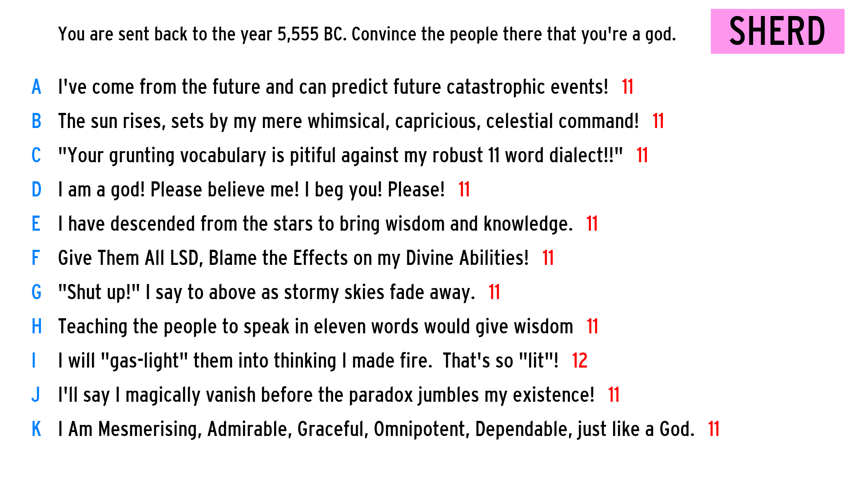 You are sent back to the year 5,555 BC. Convince the people there that you're a god.
SHERD
A I've come from the future and can predict future catastrophic events! 11
B The sun rises, sets by my mere whimsical, capricious, celestial command! 11
C "Your grunting vocabulary is pitiful against my robust 11 word dialect!!" 11
D I am a god! Please believe me! I beg you! Please! 11
E I have descended from the stars to bring wisdom and knowledge. 11
F Give Them All LSD, Blame the Effects on my Divine Abilities! 11
G "Shut up!" I say to above as stormy skies fade away. 11
H Teaching the people to speak in eleven words would give wisdom 11
I I will "gas-light" them into thinking I made fire.  That's so "lit"! 12
J I'll say I magically vanish before the paradox jumbles my existence! 11
K I Am Mesmerising, Admirable, Graceful, Omnipotent, Dependable, just like a God. 11